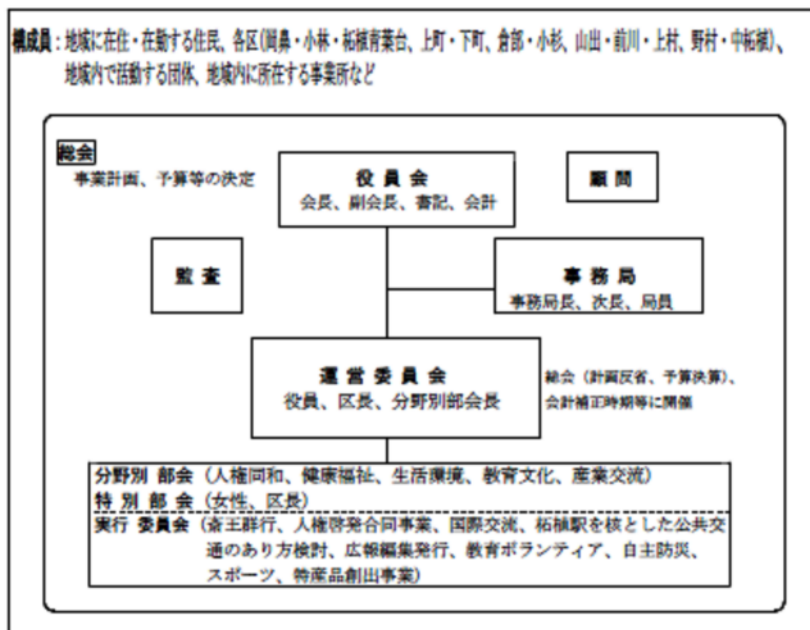 構成員：地域に在住・在勤する住民、各区(岡鼻・小林・柘植青葉台、上町・下町、倉部・小杉、山出・前川・上村、野村・中柘植)、
地域内で活動する団体、地域内に所在する事業所など
総会
事業計画、予算等の決定
役員会
会長、副会長、書記、会計
顧問
監査
事務局
事務局長、次長、局員
運営委員会
役員、区長、分野別部会長
総会（計画反省、予算決算）、
会計補正時期等に開催
分野別 部会（人権同和、健康福祉、生活環境、教育文化、産業交流）
特別部会（女性、区長）
実行 委員会（斎王群行、人権啓発合同事業、国際交流、柘植駅を核とした公共交
通のあり方検討、広報編集発行、教育ボランティア、自主防災、
スポーツ、特産品創出事業）